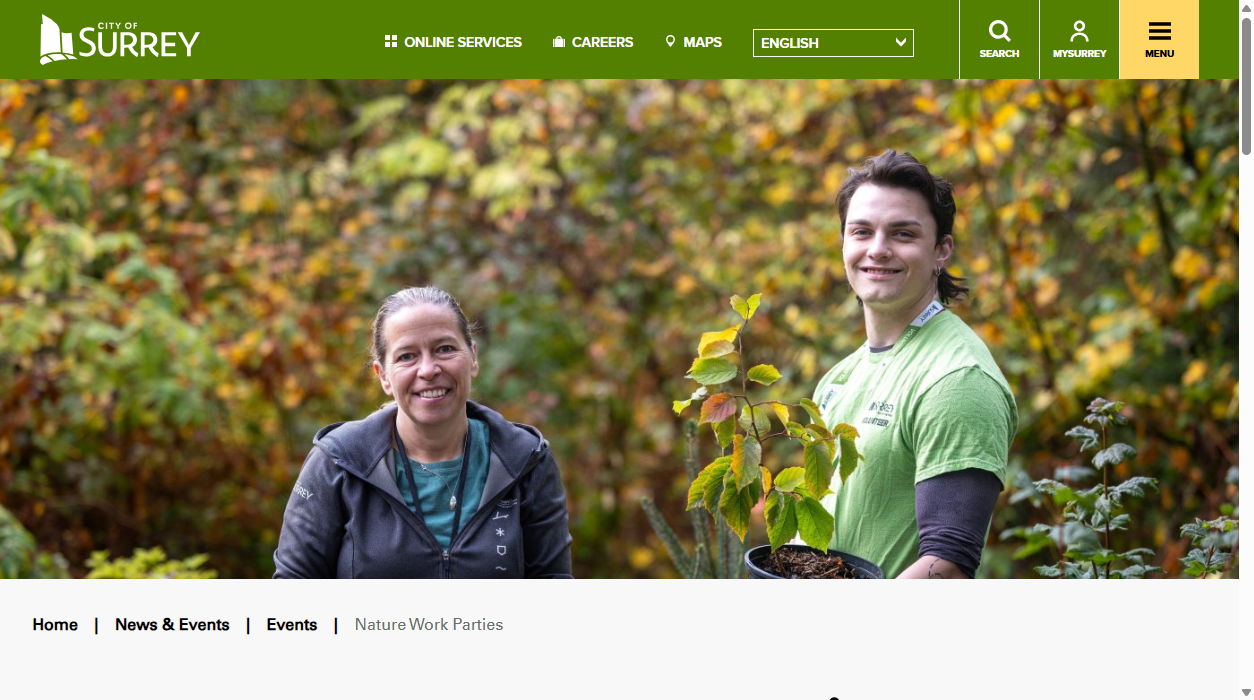 CITY OF
SURREY
ONLINE SERVICES
CAREERS
MAPS
ENGLISH
SEARCH
MYSURREY
MENU
Home | News & Events | Events | Nature Work Parties